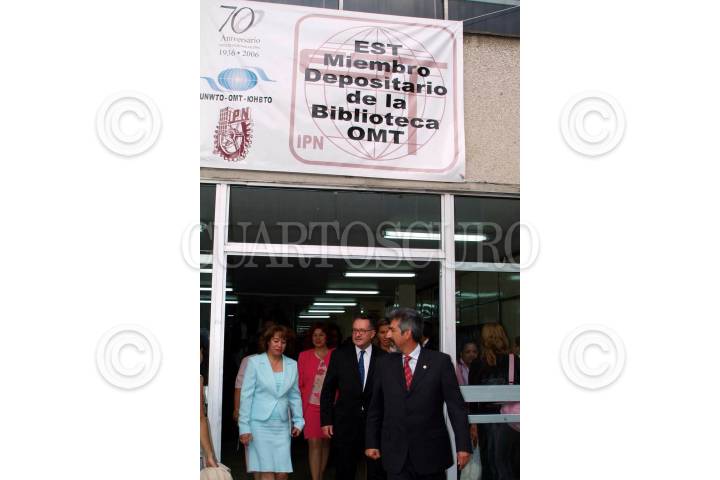 70
Aniversario
1936 • 2006
UNWTO - OMT - IOHBTO
IPN
IPN
EST
Miembro
Depositario
de la
Biblioteca
OMT
© ©
CUARTOSCURO
© ©